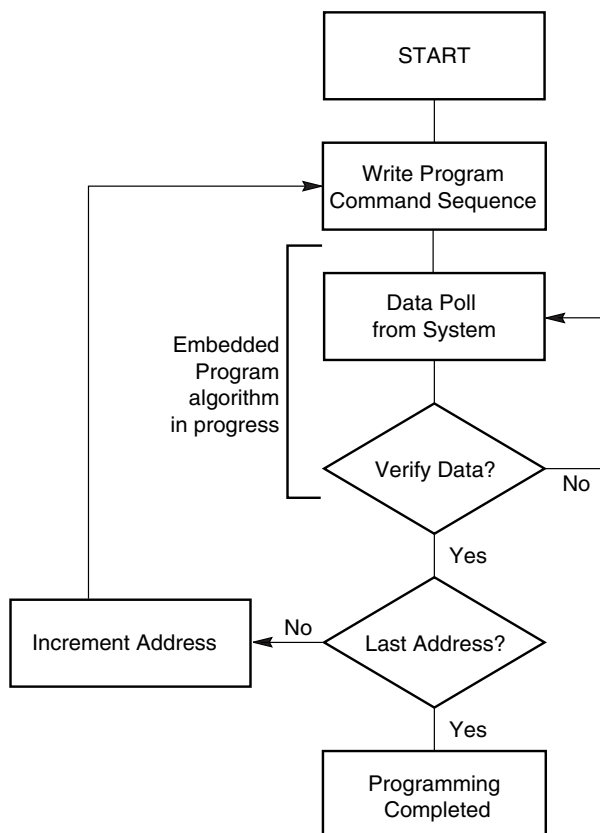 START
Write Program
Command Sequence
Data Poll
from System
Embedded
Program
algorithm
in progress
Verify Data?
No
Yes
Last Address?
No
Increment Address
Yes
Programming
Completed